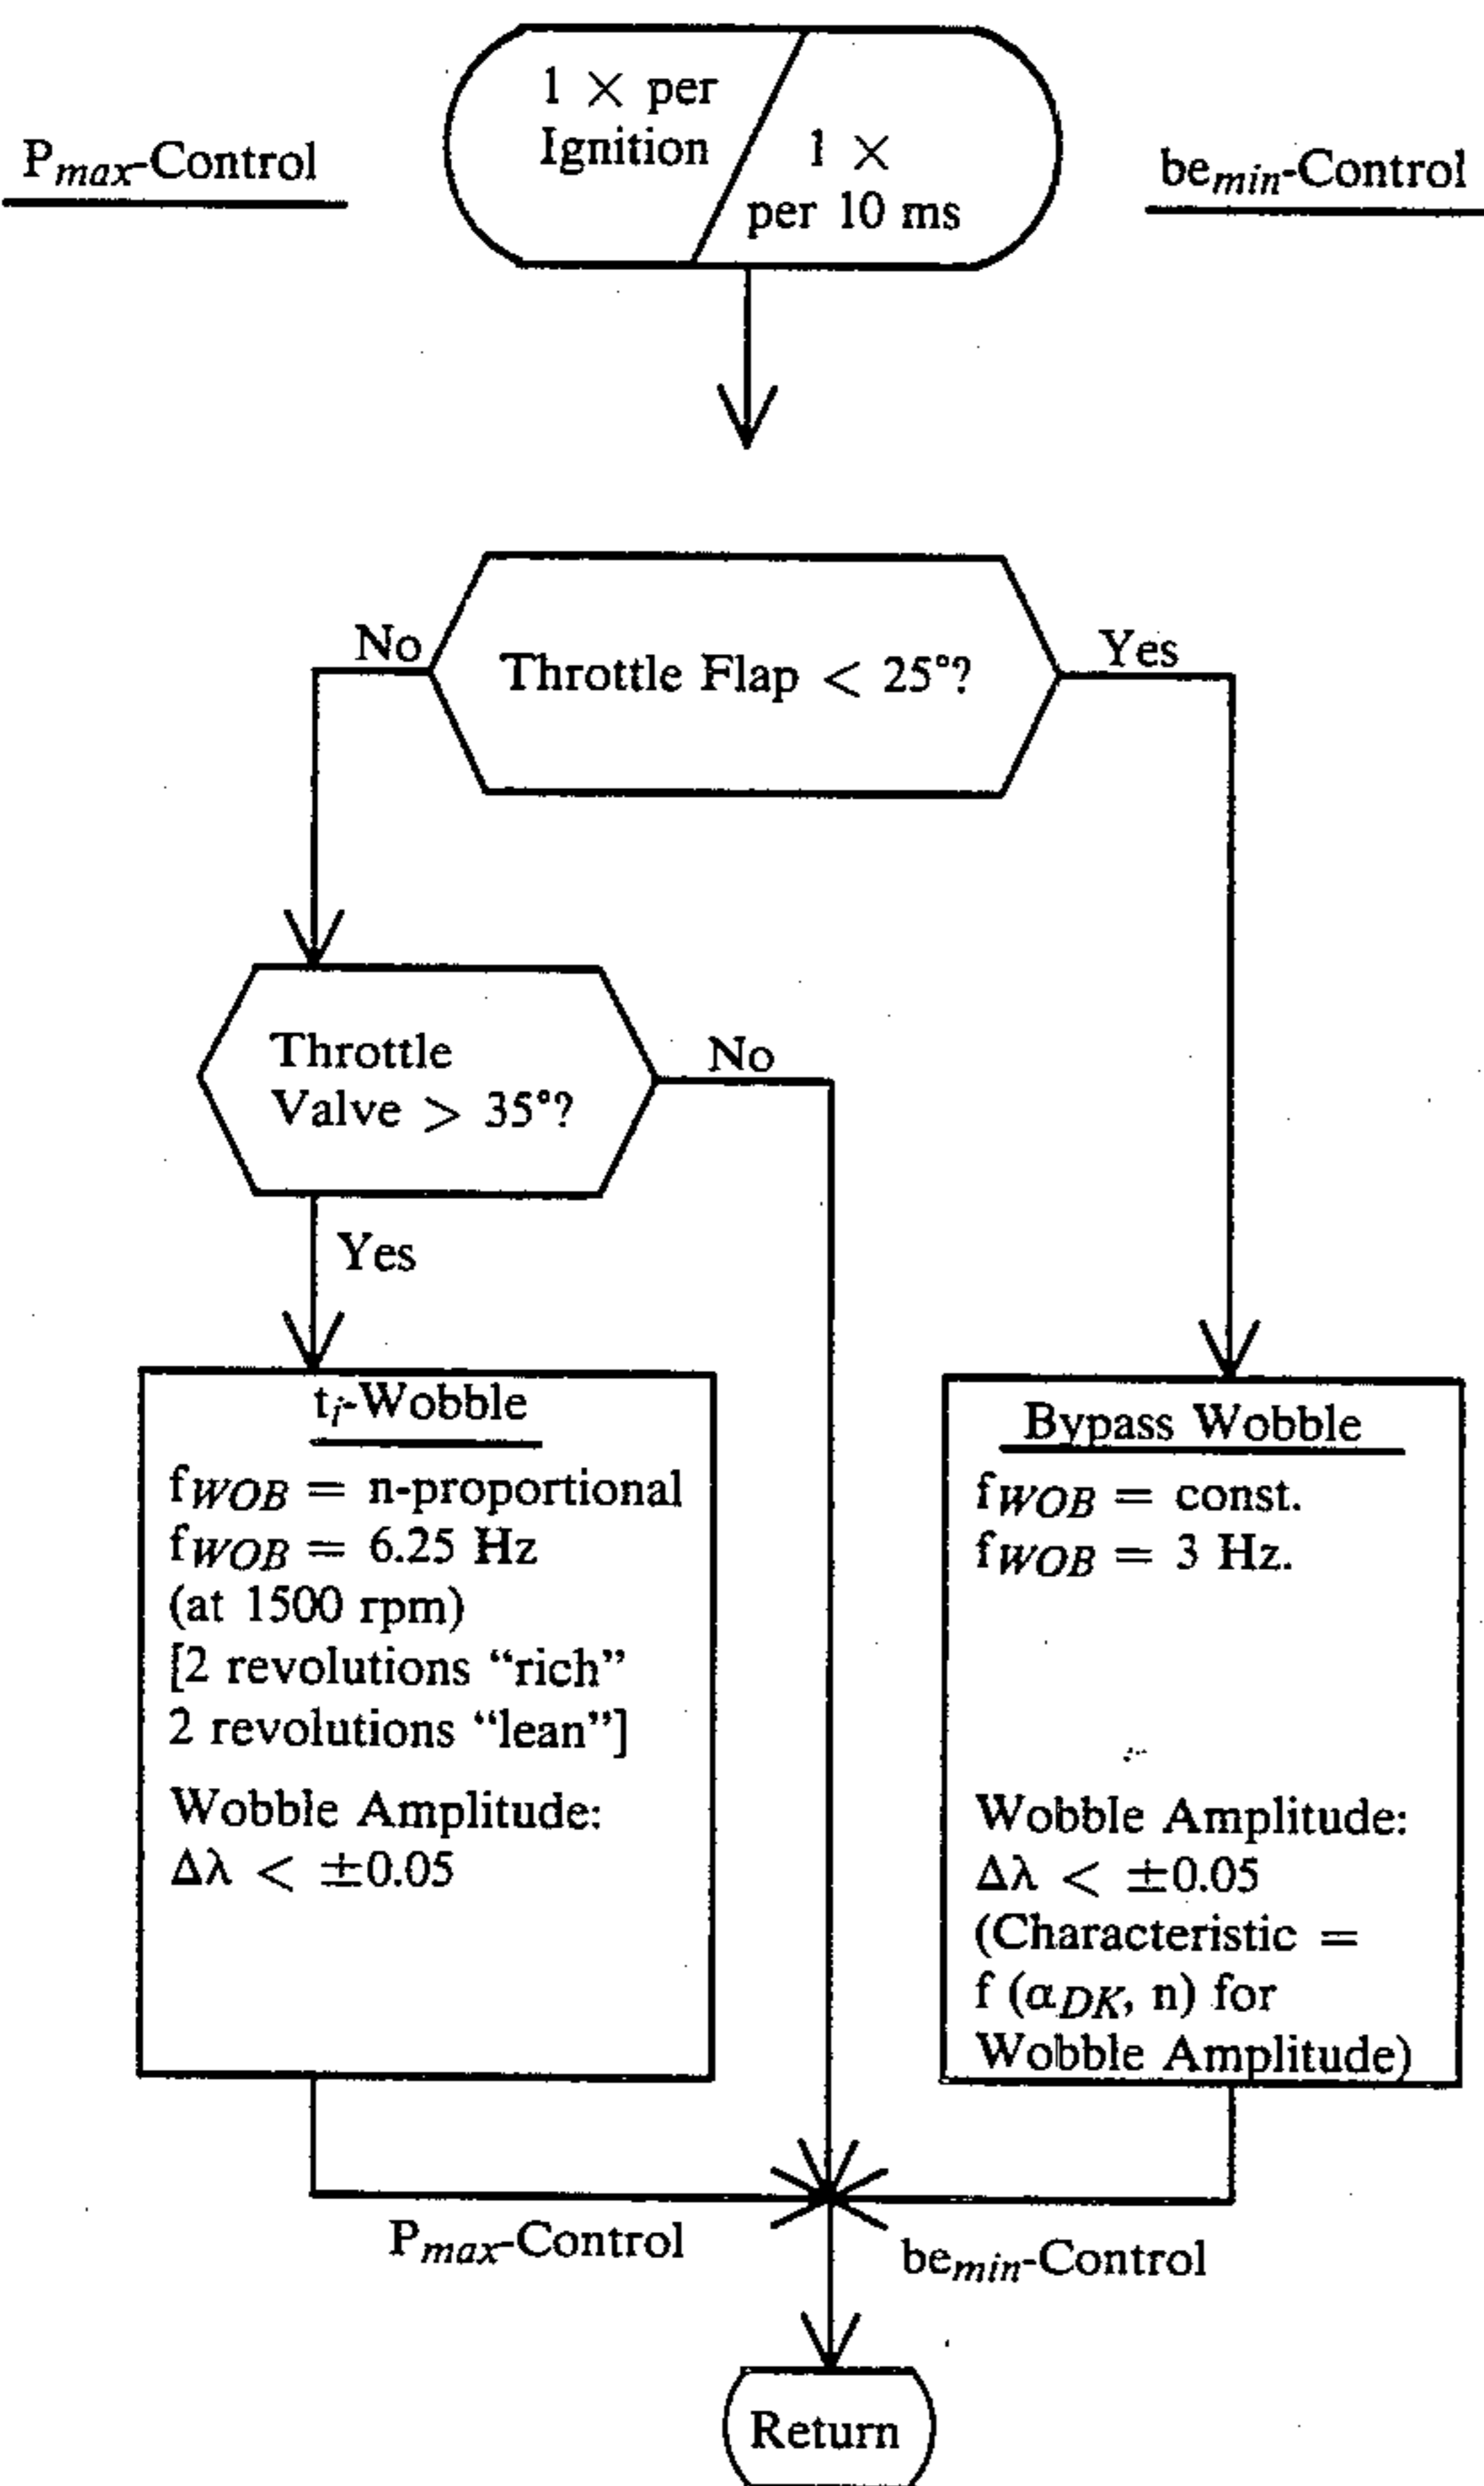 1 × per
Ignition
1 ×
per 10 ms
P_max-Control
be_min-Control
Throttle Flap < 25°?
No
Yes
Throttle
Valve > 35°?
No
Yes
t_i-Wobble
f_WOB = n-proportional
f_WOB = 6.25 Hz
(at 1500 rpm)
[2 revolutions “rich”
2 revolutions “lean”]
Wobble Amplitude:
Δλ < ±0.05
Bypass Wobble
f_WOB = const.
f_WOB = 3 Hz.
Wobble Amplitude:
Δλ < ±0.05
(Characteristic =
f (α_DK, n) for
Wobble Amplitude)
P_max-Control
be_min-Control
Return